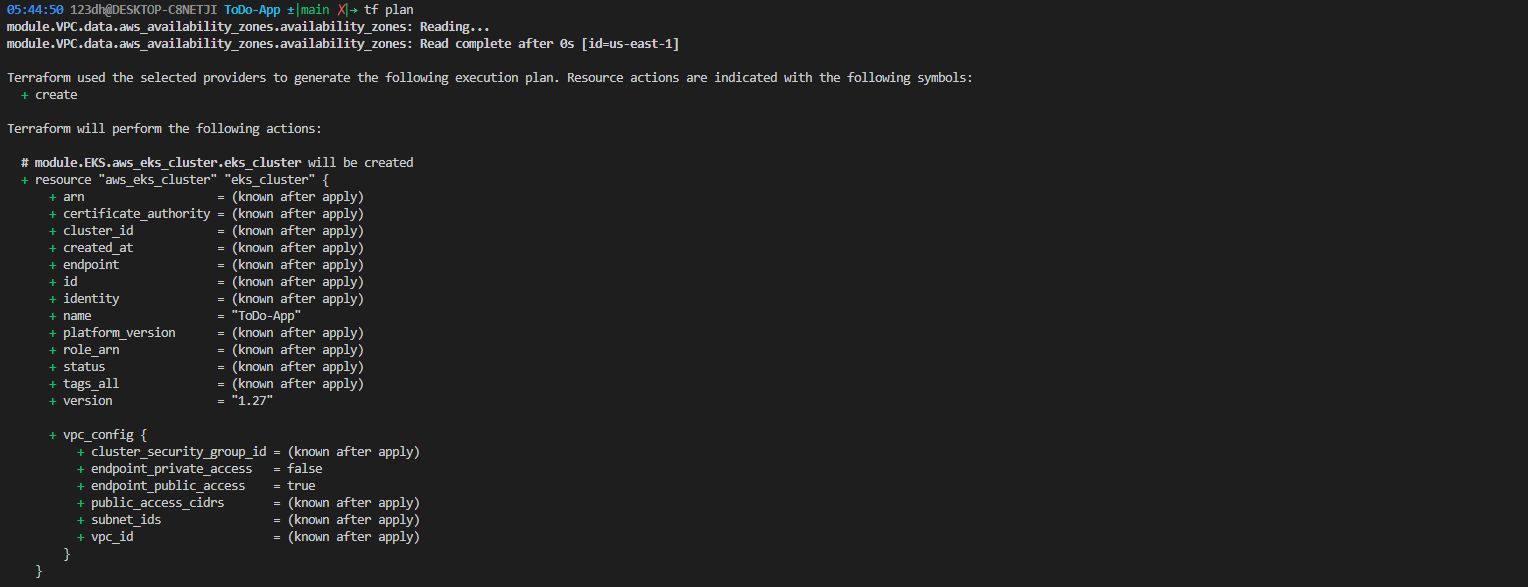 05:44:50 123dh@DESKTOP-C8NETJI ToDo-App ±|main ✗|→ tf plan
module.VPC.data.aws_availability_zones.availability_zones: Reading...
module.VPC.data.aws_availability_zones.availability_zones: Read complete after 0s [id=us-east-1]
Terraform used the selected providers to generate the following execution plan. Resource actions are indicated with the following symbols:
+ create
Terraform will perform the following actions:
# module.EKS.aws_eks_cluster.eks_cluster will be created
+ resource "aws_eks_cluster" "eks_cluster" {
+ arn = (known after apply)
+ certificate_authority = (known after apply)
+ cluster_id = (known after apply)
+ created_at = (known after apply)
+ endpoint = (known after apply)
+ id = (known after apply)
+ identity = (known after apply)
+ name = "ToDo-App"
+ platform_version = (known after apply)
+ role_arn = (known after apply)
+ status = (known after apply)
+ tags_all = (known after apply)
+ version = "1.27"
+ vpc_config {
+ cluster_security_group_id = (known after apply)
+ endpoint_private_access = false
+ endpoint_public_access = true
+ public_access_cidrs = (known after apply)
+ subnet_ids = (known after apply)
+ vpc_id = (known after apply)
}
}